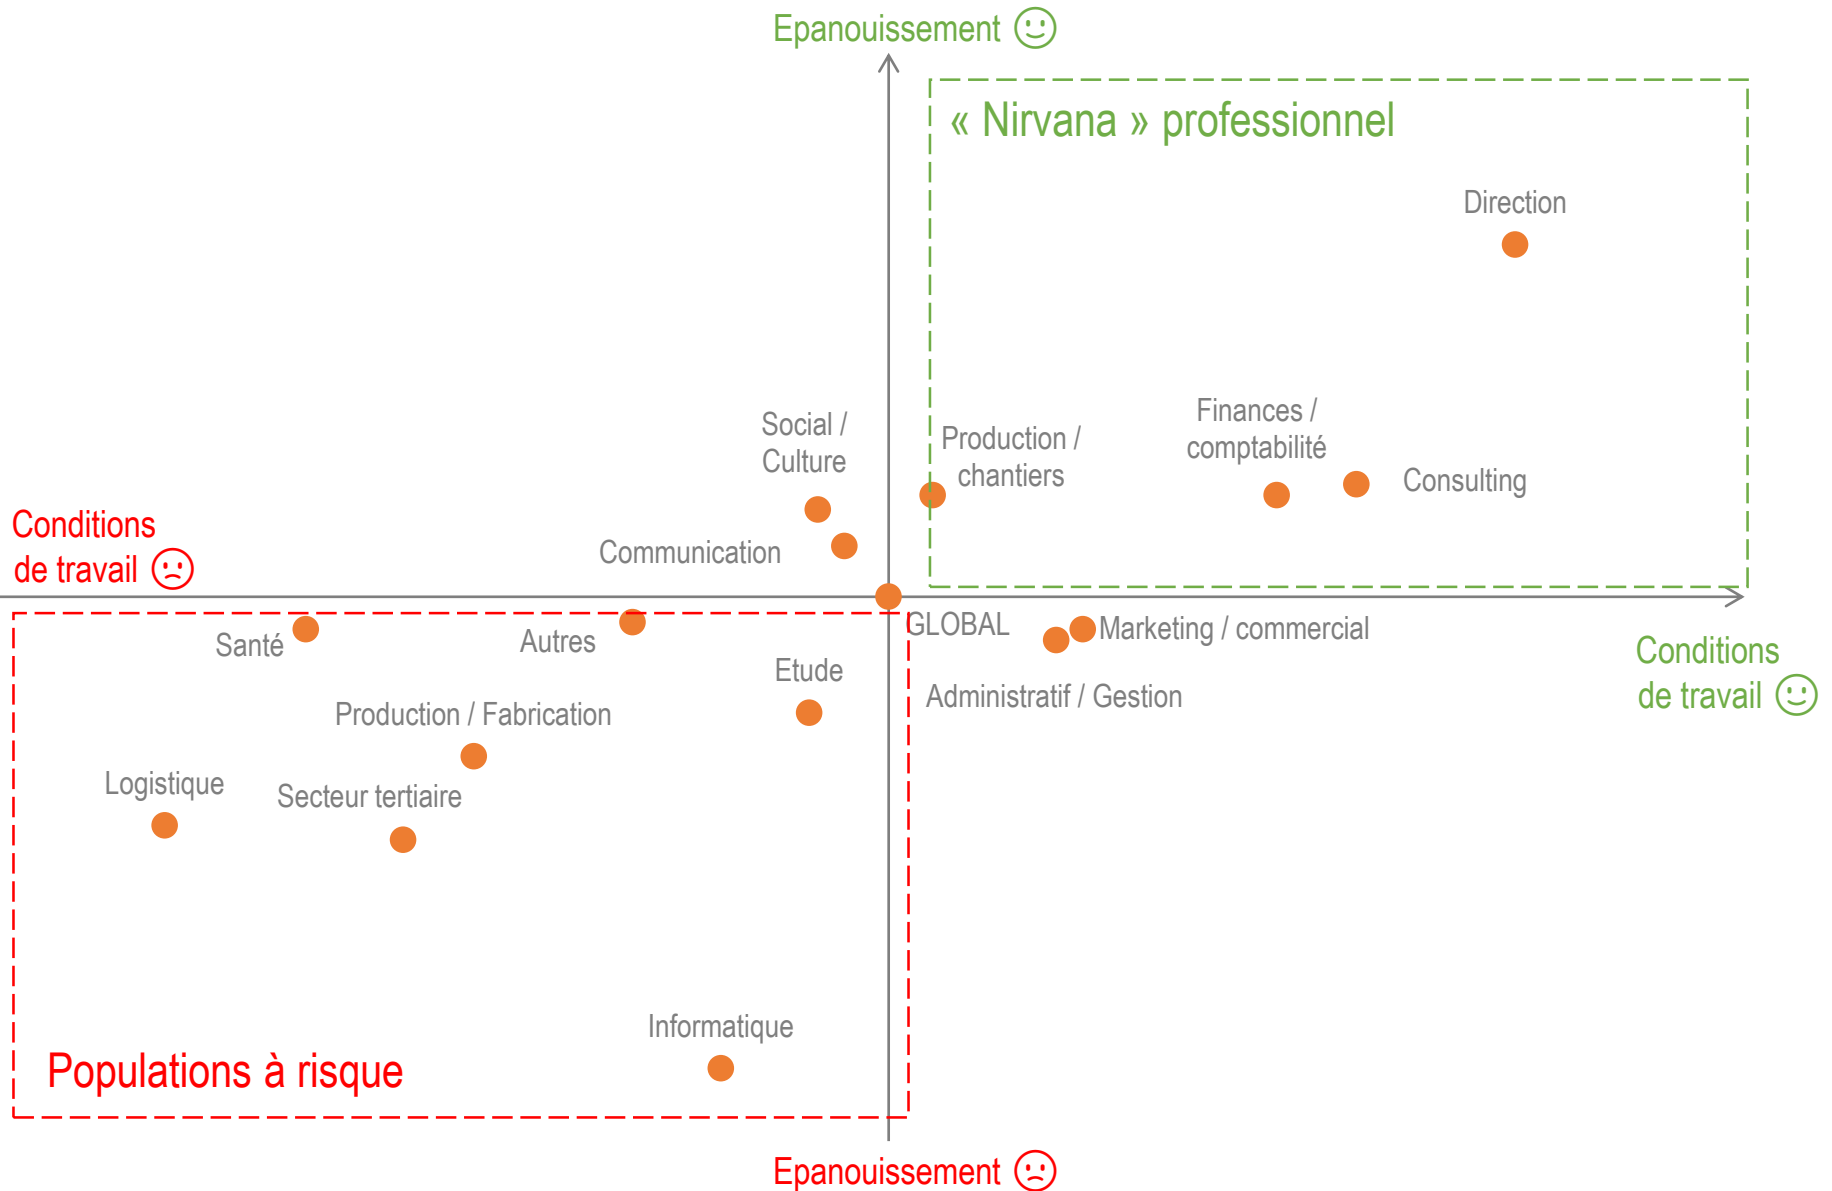 Epanouissement
« Nirvana » professionnel
Direction
Social /
Culture
Production /
chantiers
Finances /
comptabilité
Consulting
Conditions
de travail
Communication
GLOBAL
Marketing / commercial
Santé
Autres
Etude
Conditions
de travail
Administratif / Gestion
Production / Fabrication
Logistique
Secteur tertiaire
Informatique
Populations à risque
Epanouissement